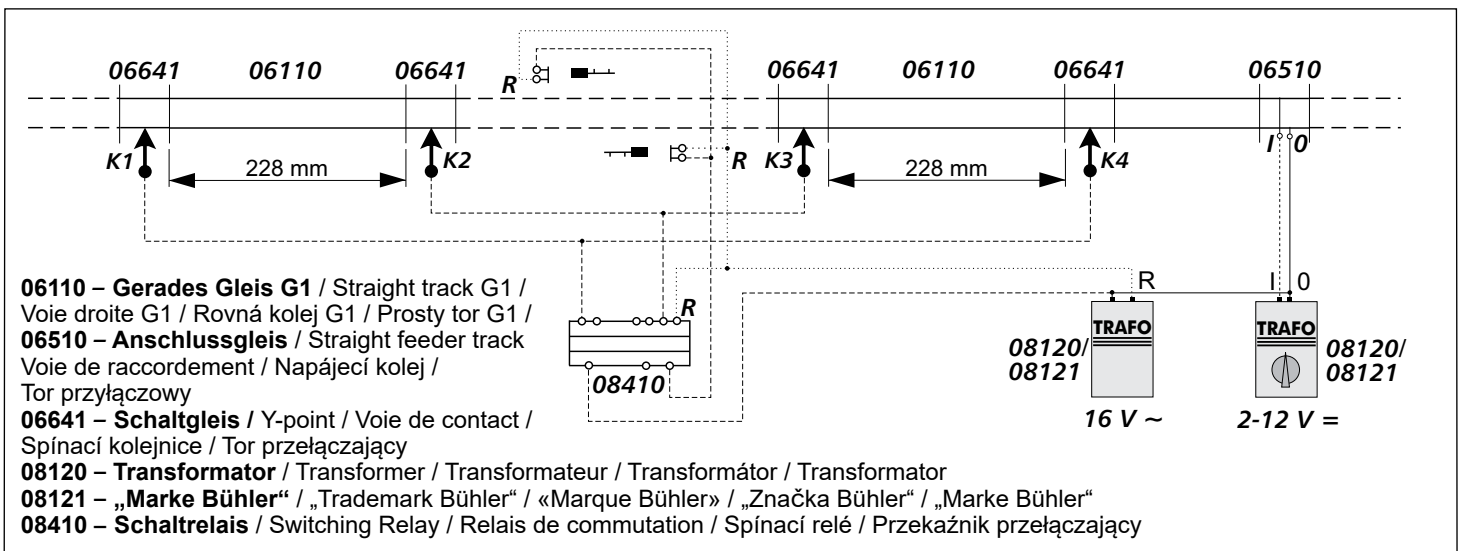 06641 06110 06641 06641 06110 06641 06510
R
K1 K2 R K3 K4 I 0
228 mm 228 mm
06110 – Gerades Gleis G1 / Straight track G1 /
Voie droite G1 / Rovná kolej G1 / Prosty tor G1 /
06510 – Anschlussgleis / Straight feeder track
Voie de raccordement / Napájecí kolej /
Tor przyłączowy
06641 – Schaltgleis / Y-point / Voie de contact /
Spínací kolejnice / Tor przełączający
08120 – Transformator / Transformer / Transformateur / Transformátor / Transformator
08121 – „Marke Bühler“ / „Trademark Bühler“ / «Marque Bühler» / „Značka Bühler“ / „Marke Bühler“
08410 – Schaltrelais / Switching Relay / Relais de commutation / Spínací relé / Przekaźnik przełączający
R
08410
R I 0
TRAFO TRAFO
08120/
08121
08120/
08121
16 V ~ 2-12 V =